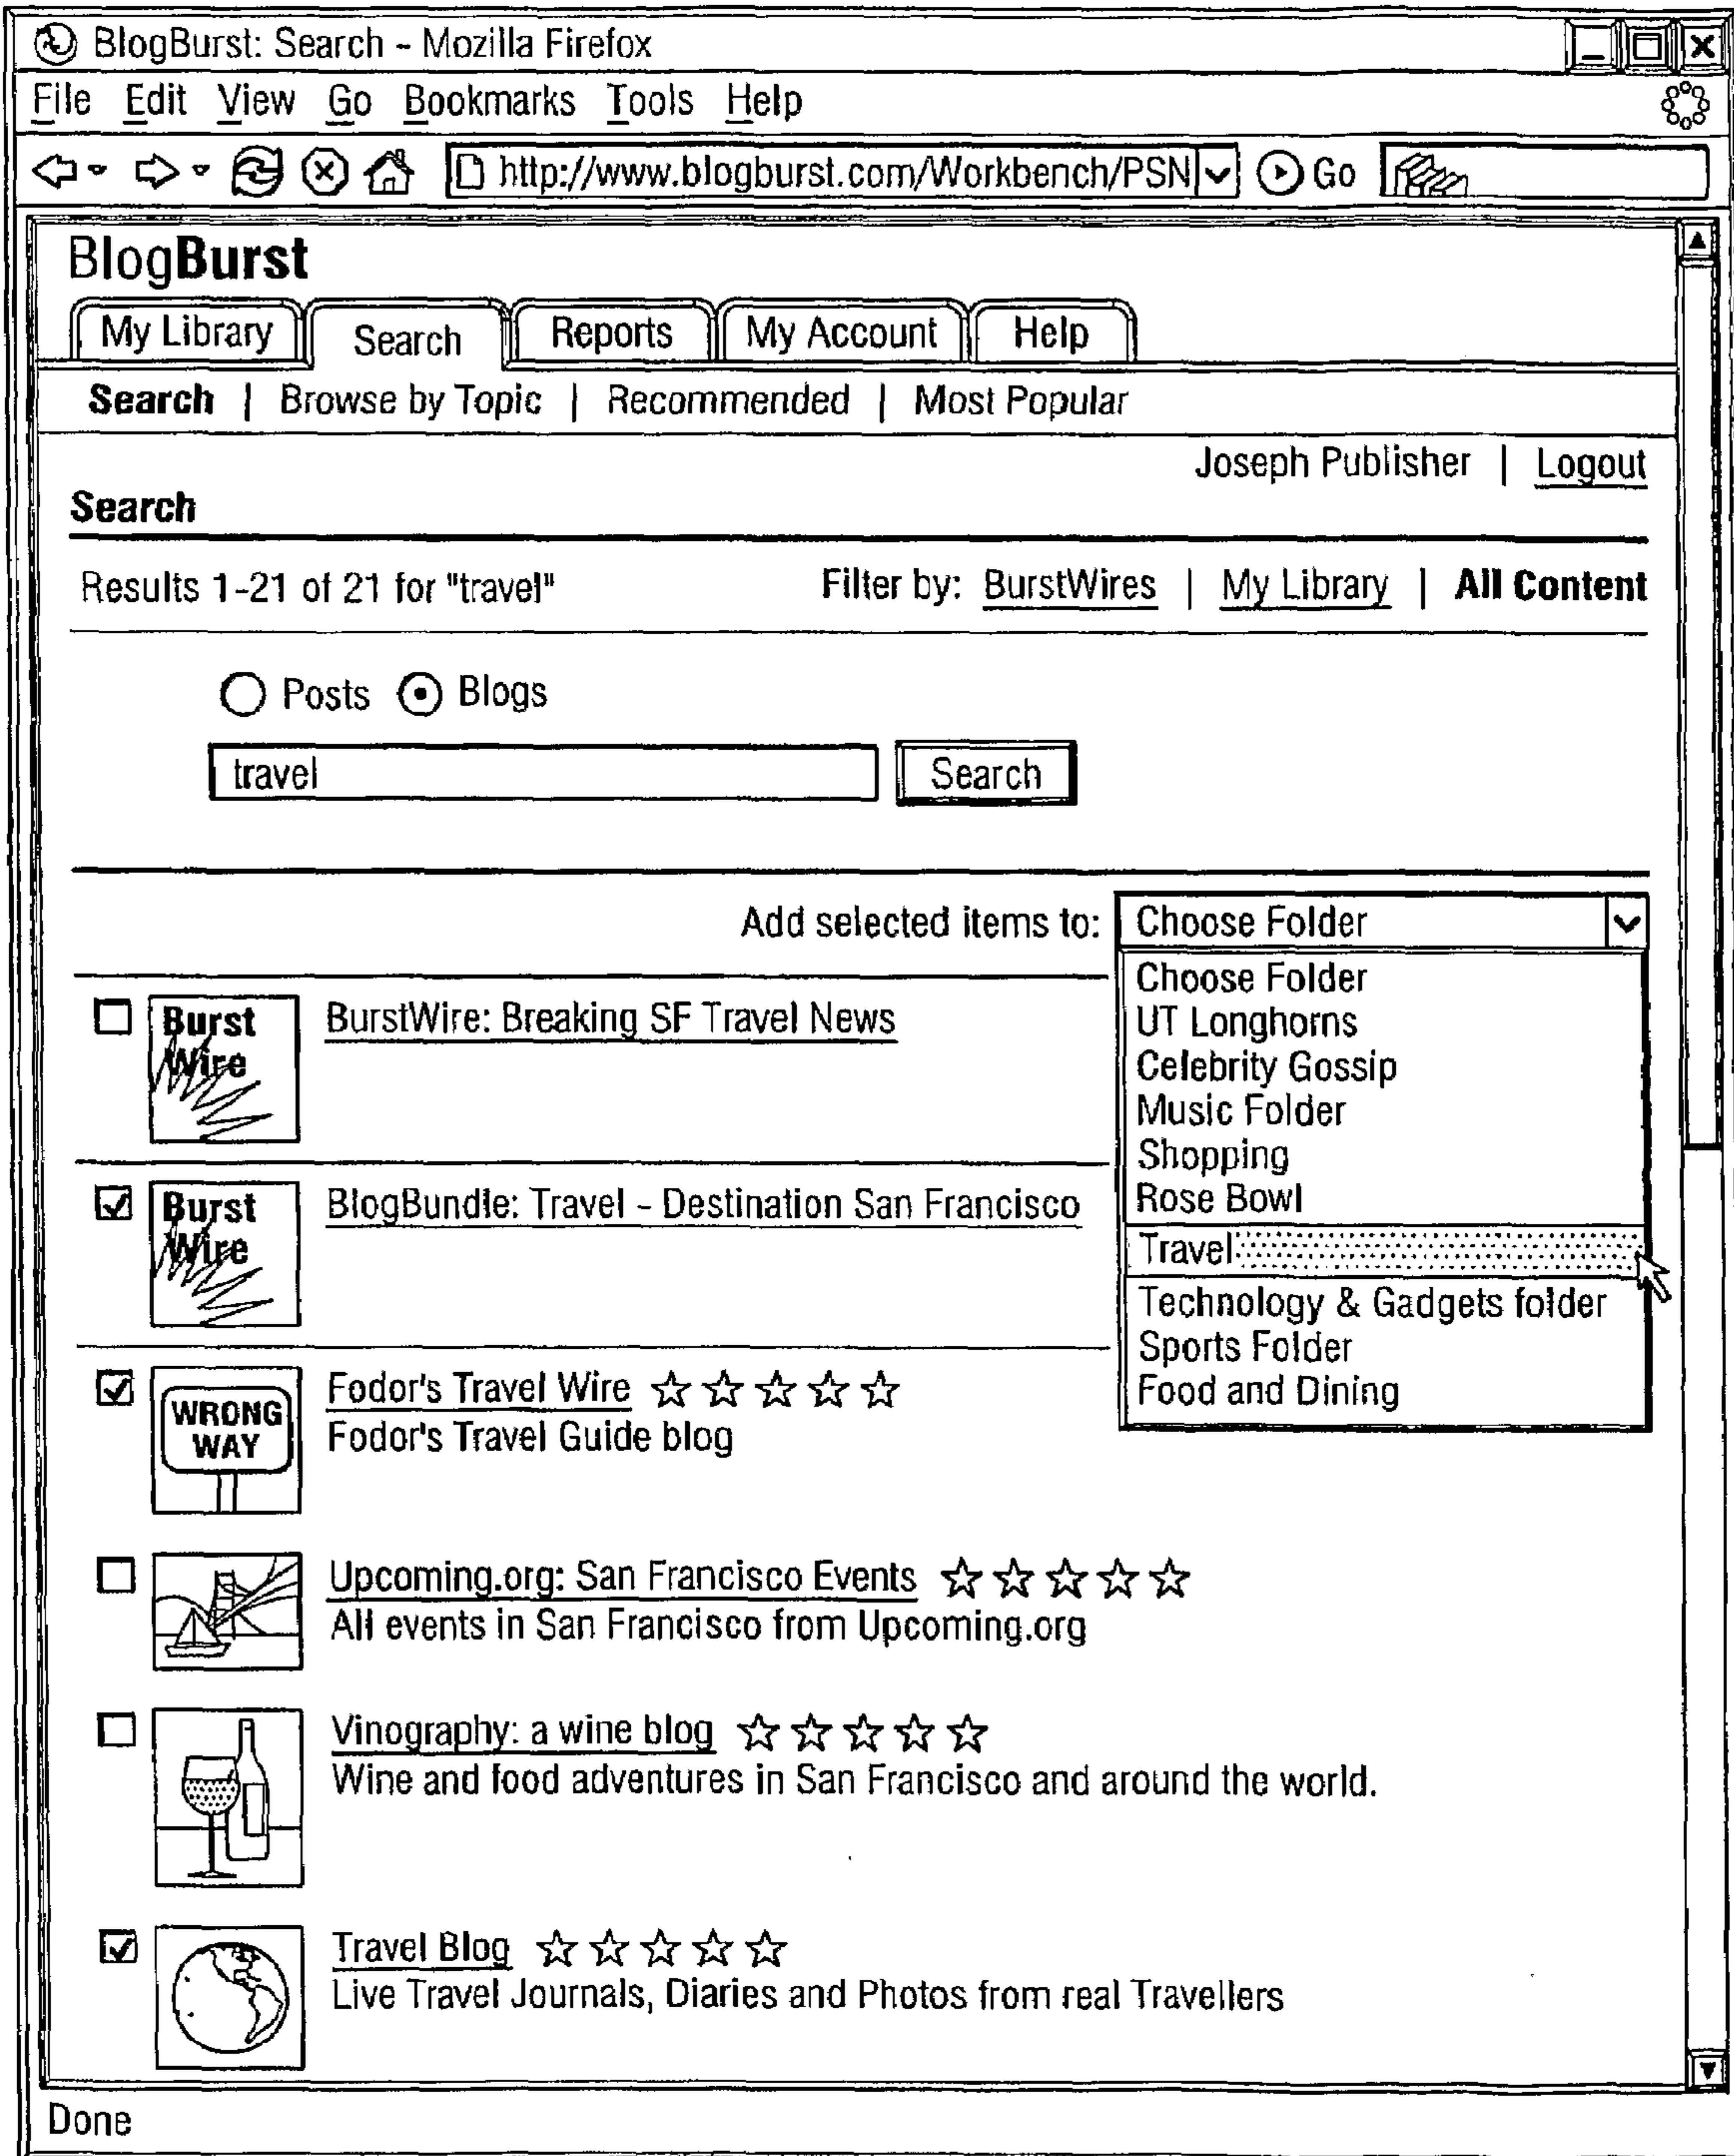 BlogBurst: Search - Mozilla Firefox
File Edit View Go Bookmarks Tools Help
http://www.blogburst.com/Workbench/PSN Go
BlogBurst
My Library Search Reports My Account Help
Search | Browse by Topic | Recommended | Most Popular
Joseph Publisher | Logout
Search
Results 1-21 of 21 for "travel" Filter by: BurstWires | My Library | All Content
Posts Blogs
travel Search
Add selected items to: Choose Folder
Choose Folder
UT Longhorns
Celebrity Gossip
Music Folder
Shopping
Rose Bowl
Travel
Technology & Gadgets folder
Sports Folder
Food and Dining
Burst
Wire
BurstWire: Breaking SF Travel News
Burst
Wire
BlogBundle: Travel - Destination San Francisco
WRONG
WAY
Fodor's Travel Wire
Fodor's Travel Guide blog
Upcoming.org: San Francisco Events
All events in San Francisco from Upcoming.org
Vinography: a wine blog
Wine and food adventures in San Francisco and around the world.
Travel Blog
Live Travel Journals, Diaries and Photos from real Travellers
Done